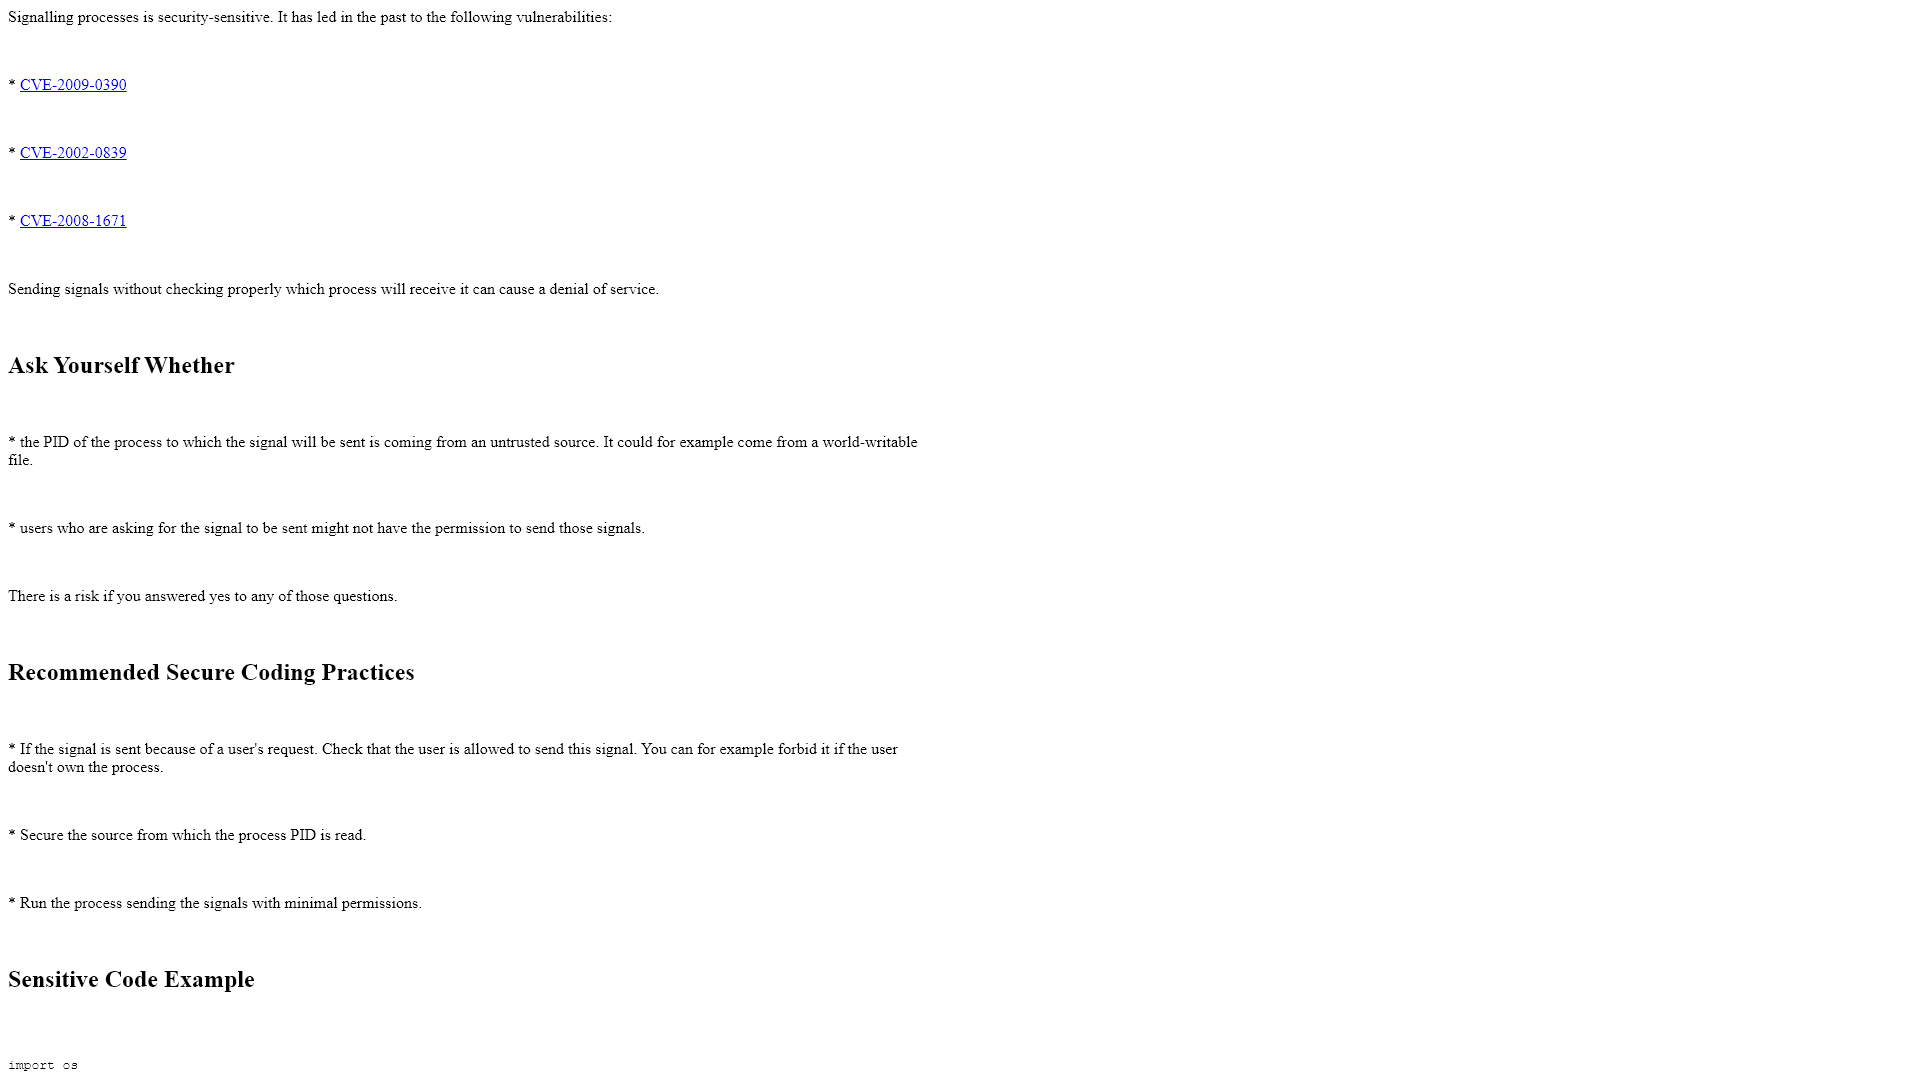 Signalling processes is security-sensitive. It has led in the past to the following vulnerabilities:
* CVE-2009-0390
* CVE-2002-0839
* CVE-2008-1671
Sending signals without checking properly which process will receive it can cause a denial of service.
Ask Yourself Whether
* the PID of the process to which the signal will be sent is coming from an untrusted source. It could for example come from a world-writable
file.
* users who are asking for the signal to be sent might not have the permission to send those signals.
There is a risk if you answered yes to any of those questions.
Recommended Secure Coding Practices
* If the signal is sent because of a user's request. Check that the user is allowed to send this signal. You can for example forbid it if the user
doesn't own the process.
* Secure the source from which the process PID is read.
* Run the process sending the signals with minimal permissions.
Sensitive Code Example
import os